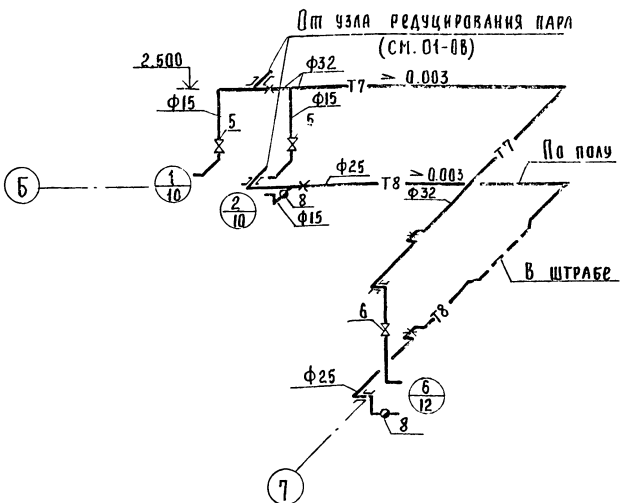 От узла редуцирования пара
(см. 01-ОВ)
2.500
ф32
Т7
0.003
ф15
ф15
5
5
Т7
Б
1
10
2
10
ф25
Т8
0.003
По полу
ф32
8
ф15
В штрабе
6
Т8
ф25
6
12
8
7